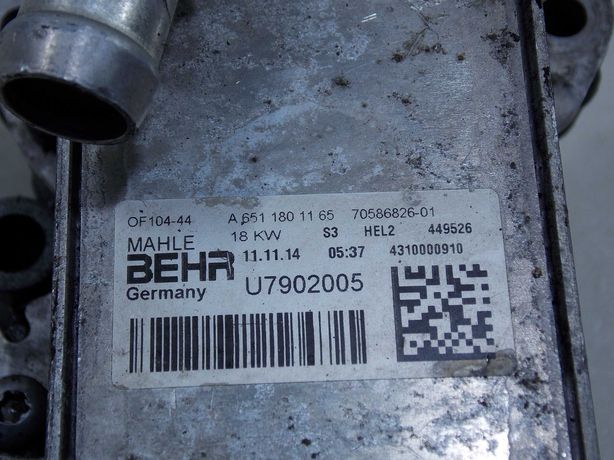 OF104-44 A 651 180 11 65 70586826-01
MAHLE 18 KW S3 HEL2 449526
BEHR 11.11.14 05:37 4310000910
Germany U7902005